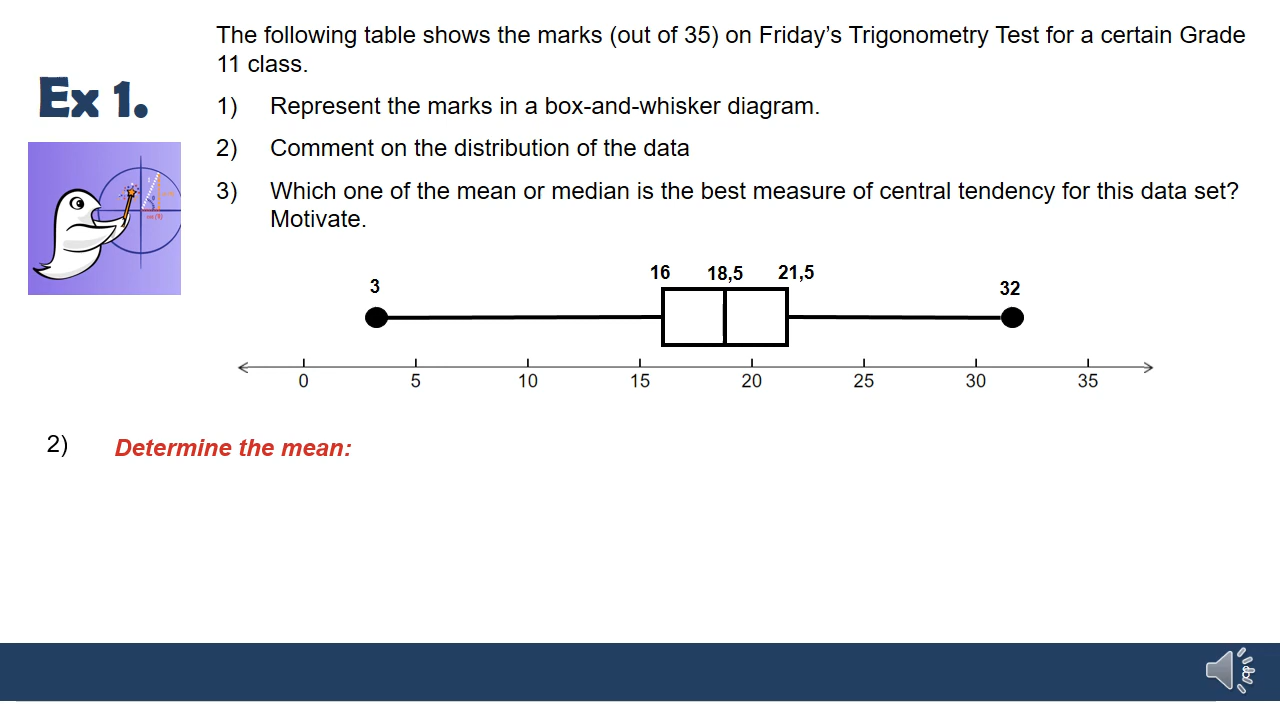 The following table shows the marks (out of 35) on Friday’s Trigonometry Test for a certain Grade
11 class.
Ex 1.
1) Represent the marks in a box-and-whisker diagram.
2) Comment on the distribution of the data
3) Which one of the mean or median is the best measure of central tendency for this data set?
Motivate.
3 16 18,5 21,5 32
0 5 10 15 20 25 30 35
2) Determine the mean: